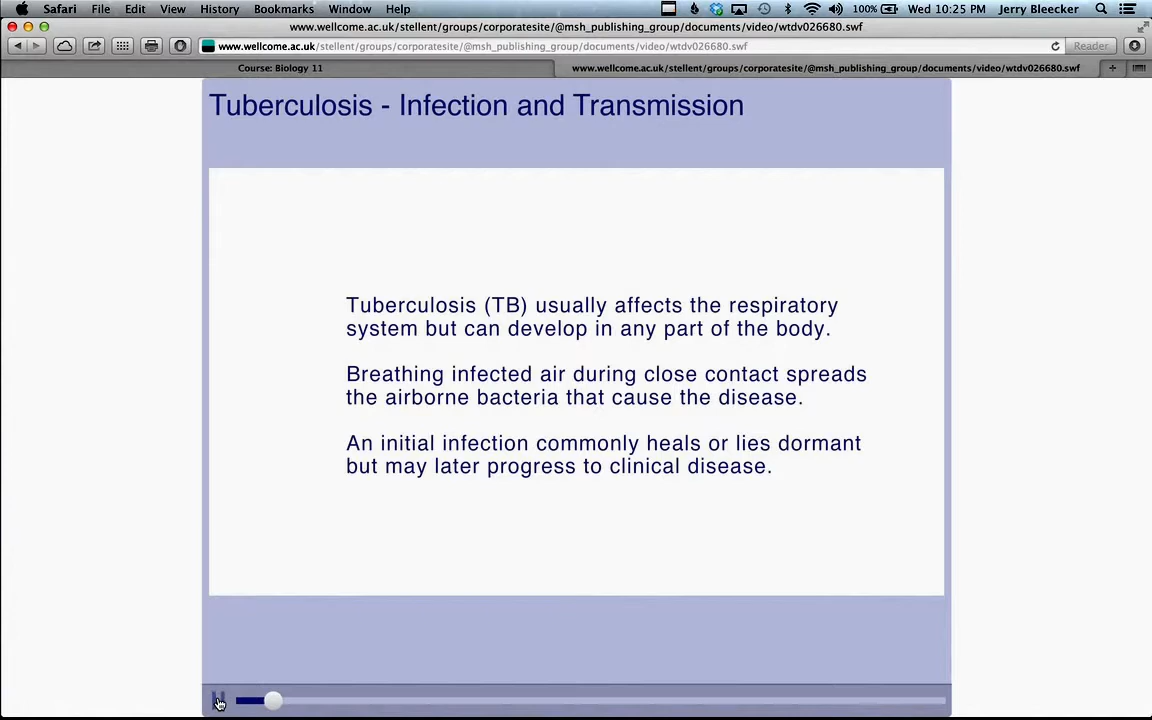 Safari File Edit View History Bookmarks Window Help 100% Wed 10:25 PM Jerry Bleecker
www.wellcome.ac.uk/stellent/groups/corporatesite/@msh_publishing_group/documents/video/wtdv026680.swf
www.wellcome.ac.uk/stellent/groups/corporatesite/@msh_publishing_group/documents/video/wtdv026680.swf Reader
Course: Biology 11 www.wellcome.ac.uk/stellent/groups/corporatesite/@msh_publishing_group/documents/video/wtdv026680.swf
Tuberculosis - Infection and Transmission
Tuberculosis (TB) usually affects the respiratory
system but can develop in any part of the body.
Breathing infected air during close contact spreads
the airborne bacteria that cause the disease.
An initial infection commonly heals or lies dormant
but may later progress to clinical disease.